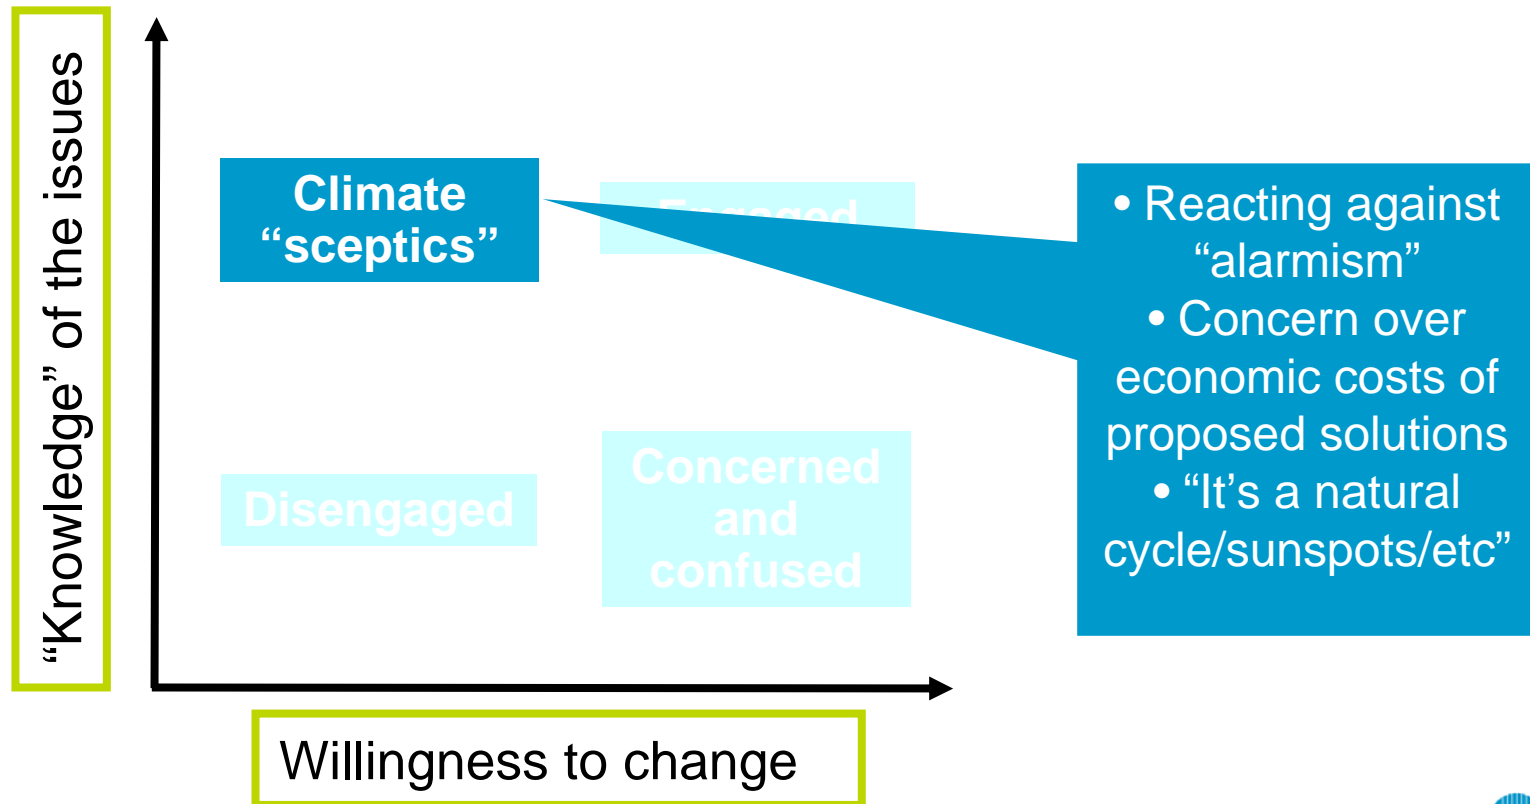 “Knowledge” of the issues
Climate
“sceptics”
Engaged
Disengaged
Concerned
and
confused
• Reacting against
“alarmism”
• Concern over
economic costs of
proposed solutions
• “It’s a natural
cycle/sunspots/etc”
Willingness to change